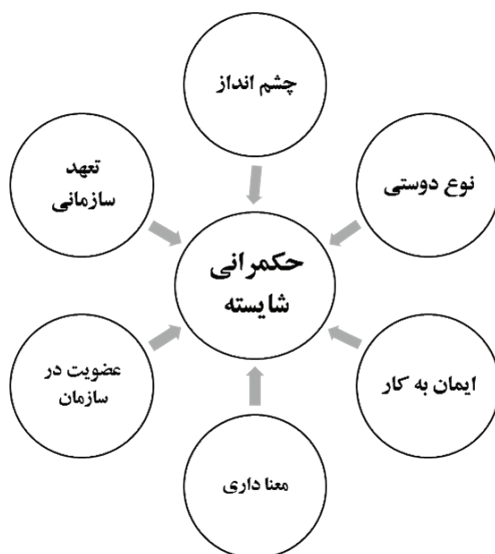 چشم انداز
نوع دوستی
تعهد
سازمانی
حکمرانی
شایسته
ایمان به کار
عضویت در
سازمان
معنا داری